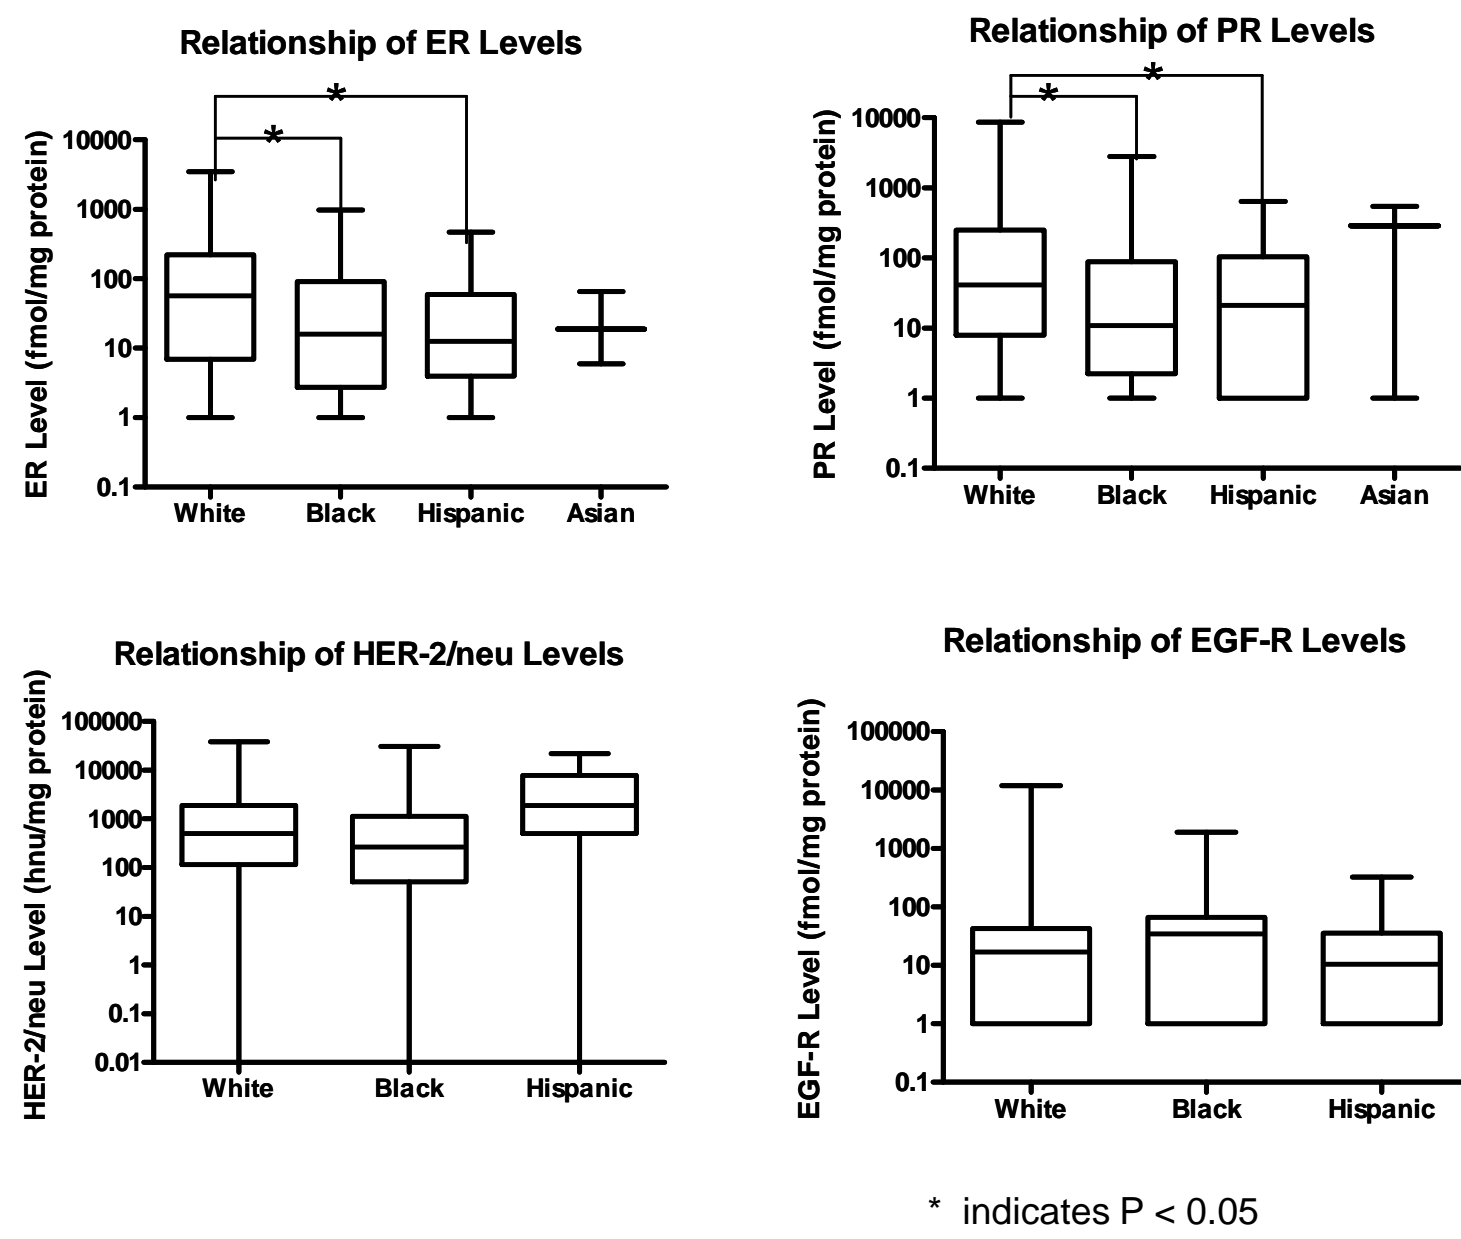 Relationship of ER Levels
ER Level (fmol/mg protein)
10000
1000
100
10
1
0.1
White Black Hispanic Asian
* *
Relationship of PR Levels
PR Level (fmol/mg protein)
10000
1000
100
10
1
0.1
White Black Hispanic Asian
* *
Relationship of HER-2/neu Levels
HER-2/neu Level (hnu/mg protein)
100000
10000
1000
100
10
1
0.1
0.01
White Black Hispanic
Relationship of EGF-R Levels
EGF-R Level (fmol/mg protein)
100000
10000
1000
100
10
1
0.1
White Black Hispanic
* indicates P < 0.05